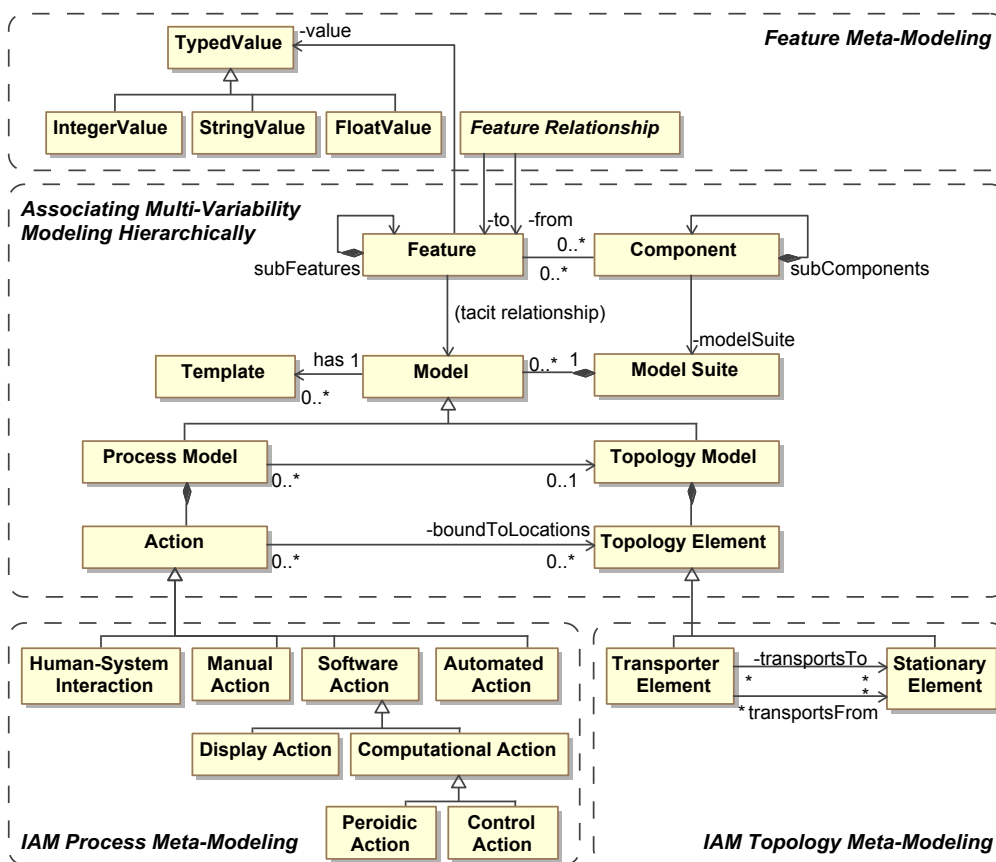 TypedValue
-value
Feature Meta-Modeling
IntegerValue
StringValue
FloatValue
Feature Relationship
Associating Multi-Variability
Modeling Hierarchically
-to
-from
Feature
subFeatures
0..*
0..*
Component
subComponents
(tacit relationship)
-modelSuite
Template
has 1
0..*
Model
0..*
1
Model Suite
Process Model
0..*
0..1
Topology Model
Action
0..*
-boundToLocations
0..*
Topology Element
Human-System
Interaction
Manual
Action
Software
Action
Automated
Action
Transporter
Element
-transportsTo
*
*
*
*
transportsFrom
Stationary
Element
Display Action
Computational Action
Peroidic
Action
Control
Action
IAM Process Meta-Modeling
IAM Topology Meta-Modeling